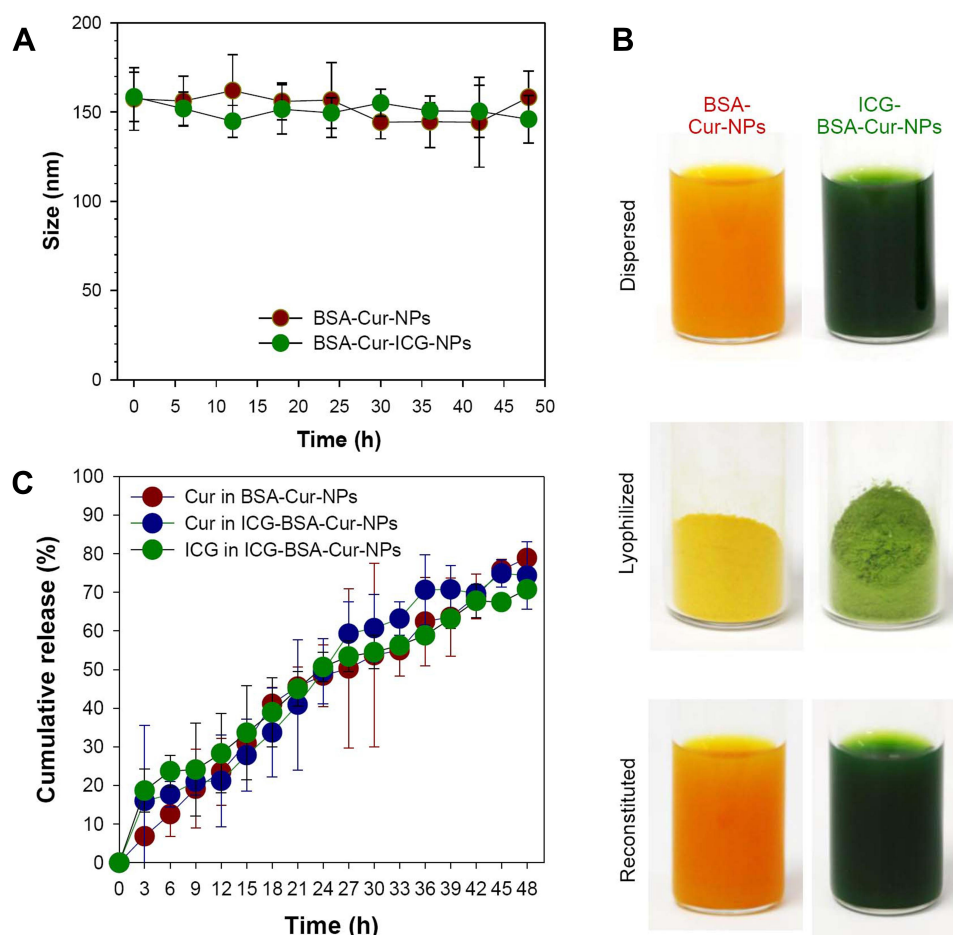 A
200
150
100
50
0
Size (nm)
BSA-Cur-NPs
BSA-Cur-ICG-NPs
0 5 10 15 20 25 30 35 40 45 50
Time (h)
B
BSA-
Cur-NPs
ICG-
BSA-Cur-NPs
Dispersed
Lyophilized
Reconstituted
C
100
90
80
70
60
50
40
30
20
10
0
Cumulative release (%)
Cur in BSA-Cur-NPs
Cur in ICG-BSA-Cur-NPs
ICG in ICG-BSA-Cur-NPs
0 3 6 9 12 15 18 21 24 27 30 33 36 39 42 45 48
Time (h)